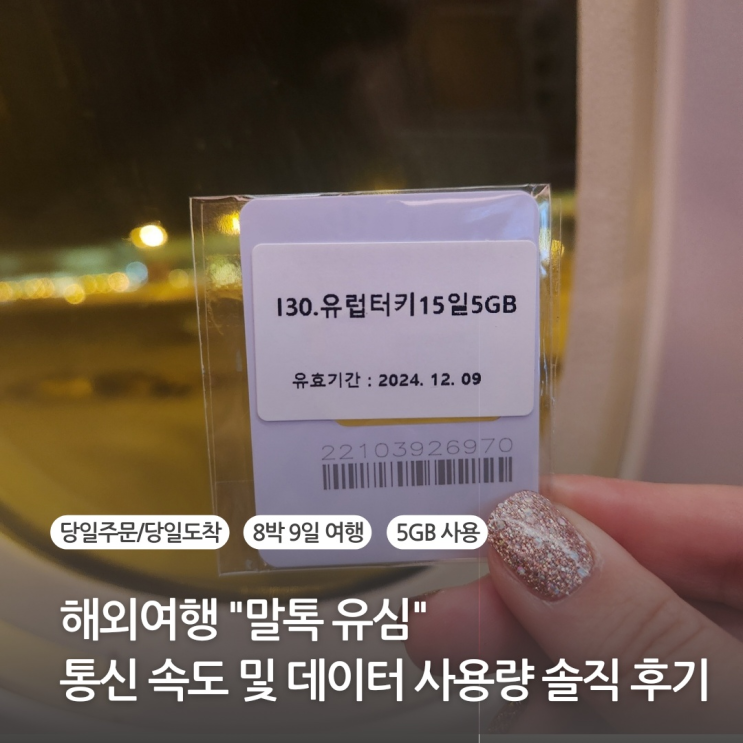 I30.유럽터키15일5GB
유효기간 : 2024. 12. 09
22103926970
당일주문/당일도착 8박 9일 여행 5GB 사용
해외여행 "말톡 유심"
통신 속도 및 데이터 사용량 솔직 후기